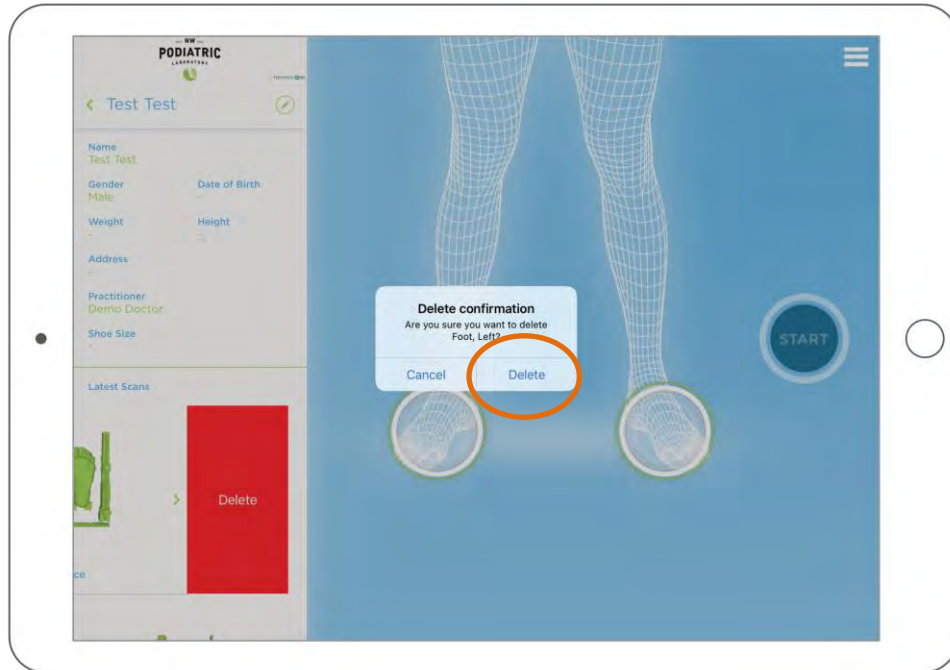 NW
PODIATRIC
LABORATORY
Test Test
Name
Test Test
Gender
Male
Date of Birth
-
Weight
-
Height
-
Address
-
Practitioner
Demo Doctor
Shoe Size
-
Latest Scans
Delete
ce
Delete confirmation
Are you sure you want to delete
Foot, Left?
Cancel
Delete
START